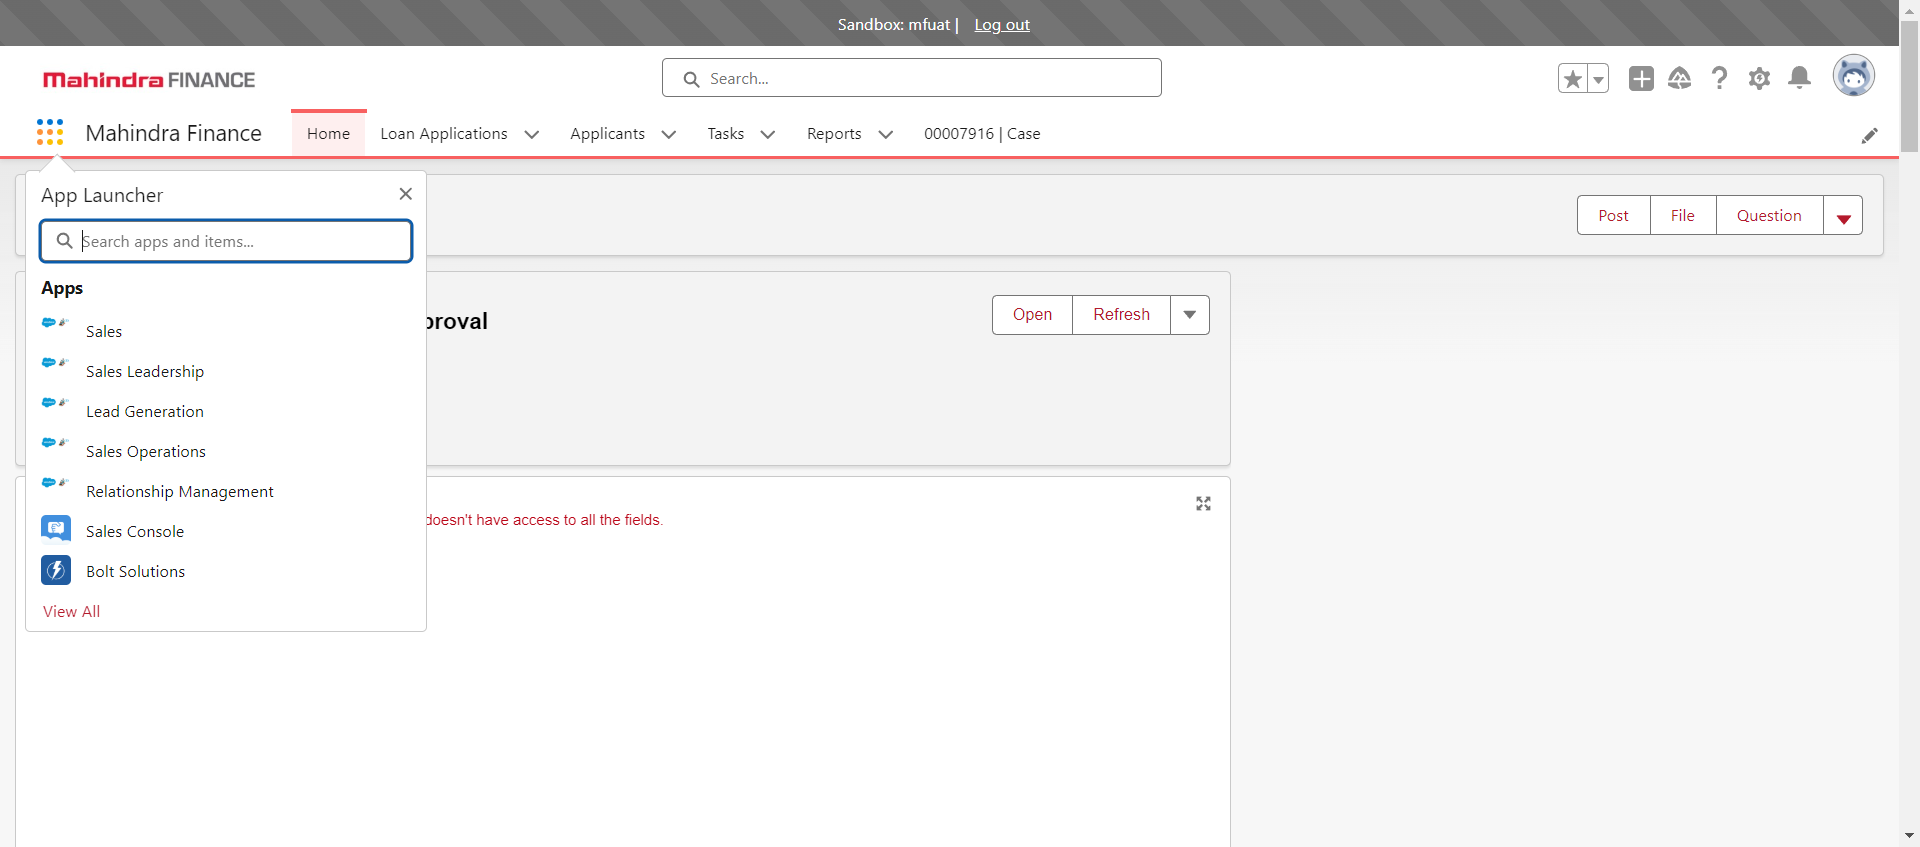 Sandbox: mfuat | Log out
Mahindra FINANCE
Search...
Mahindra Finance
Home
Loan Applications
Applicants
Tasks
Reports
00007916 | Case
App Launcher
Search apps and items...
Apps
Sales
Sales Leadership
Lead Generation
Sales Operations
Relationship Management
Sales Console
Bolt Solutions
View All
Post
File
Question
proval
Open
Refresh
doesn't have access to all the fields.